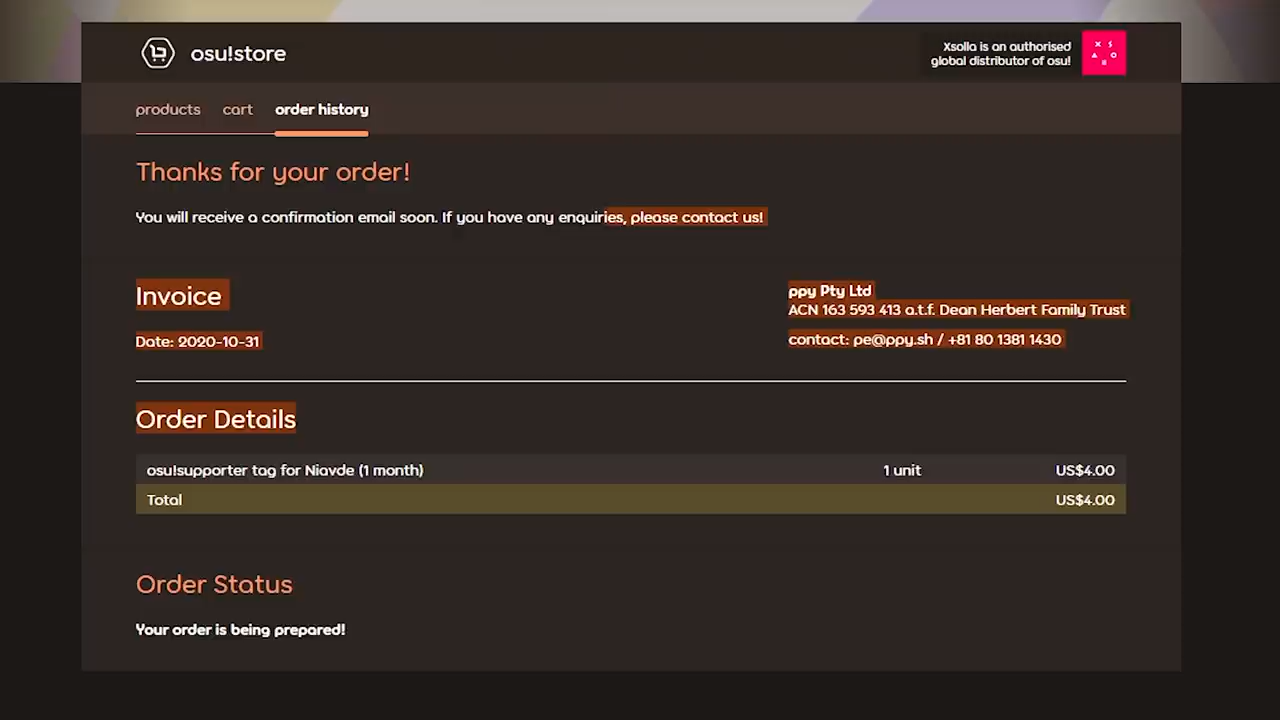 osu!store
Xsolla is an authorised
global distributor of osu!
XSOLLA
products cart order history
Thanks for your order!
You will receive a confirmation email soon. If you have any enquiries, please contact us!
Invoice
Date: 2020-10-31
ppy Pty Ltd
ACN 163 593 413 a.t.f. Dean Herbert Family Trust
contact: pe@ppy.sh / +81 80 1381 1430
Order Details
osu!supporter tag for Niavde (1 month) 1 unit US$4.00
Total US$4.00
Order Status
Your order is being prepared!